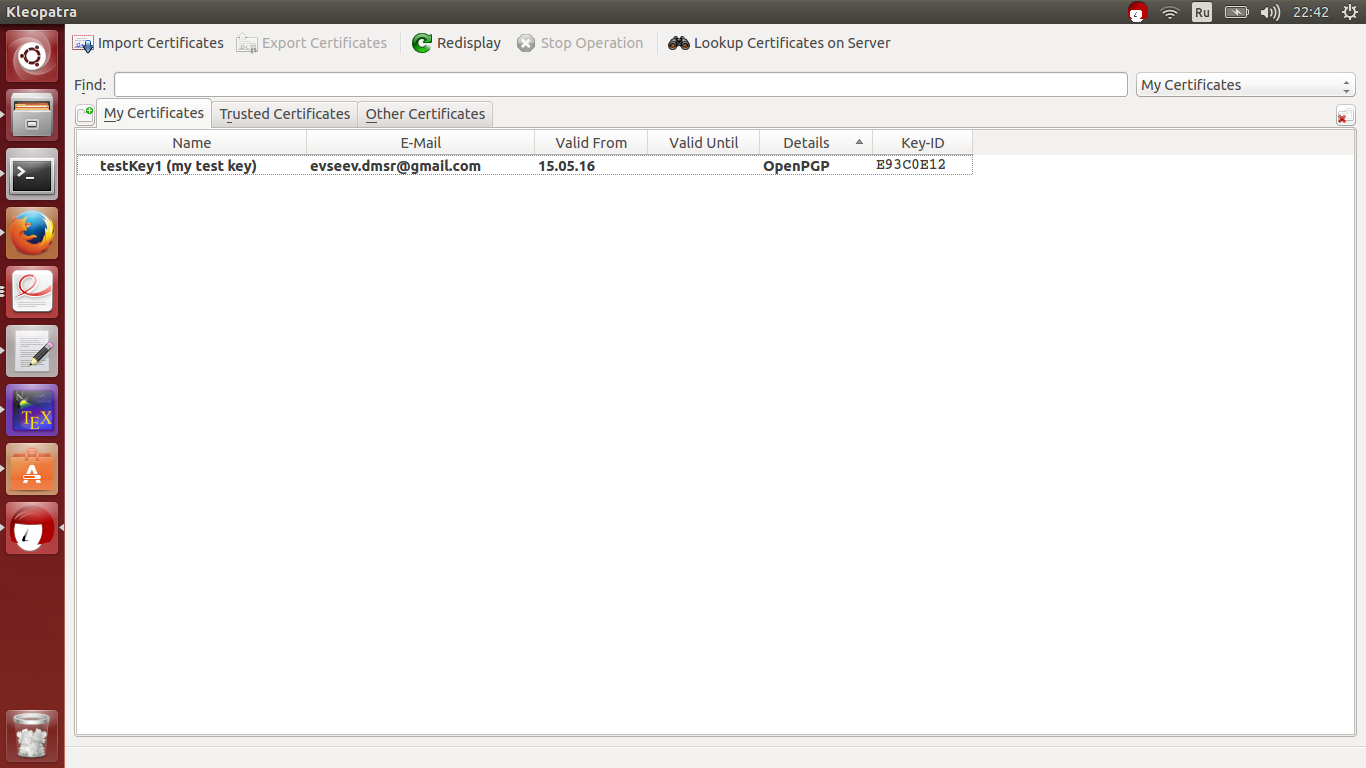 Kleopatra
Ru
22:42
Import Certificates Export Certificates Redisplay Stop Operation Lookup Certificates on Server
Find: My Certificates
My Certificates Trusted Certificates Other Certificates
Name E-Mail Valid From Valid Until Details Key-ID
testKey1 (my test key) evseev.dmsr@gmail.com 15.05.16 OpenPGP E93C0E12
TEX